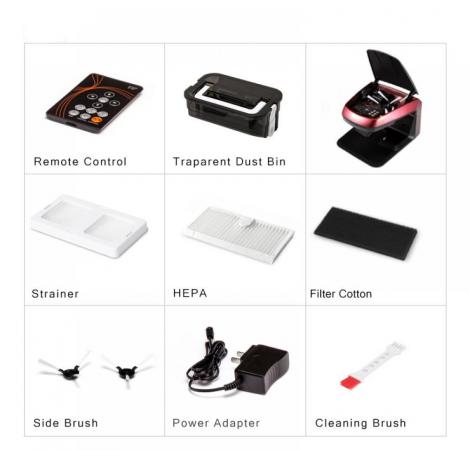 Remote Control
Traparent Dust Bin
Strainer
HEPA
Filter Cotton
Side Brush
Power Adapter
Cleaning Brush